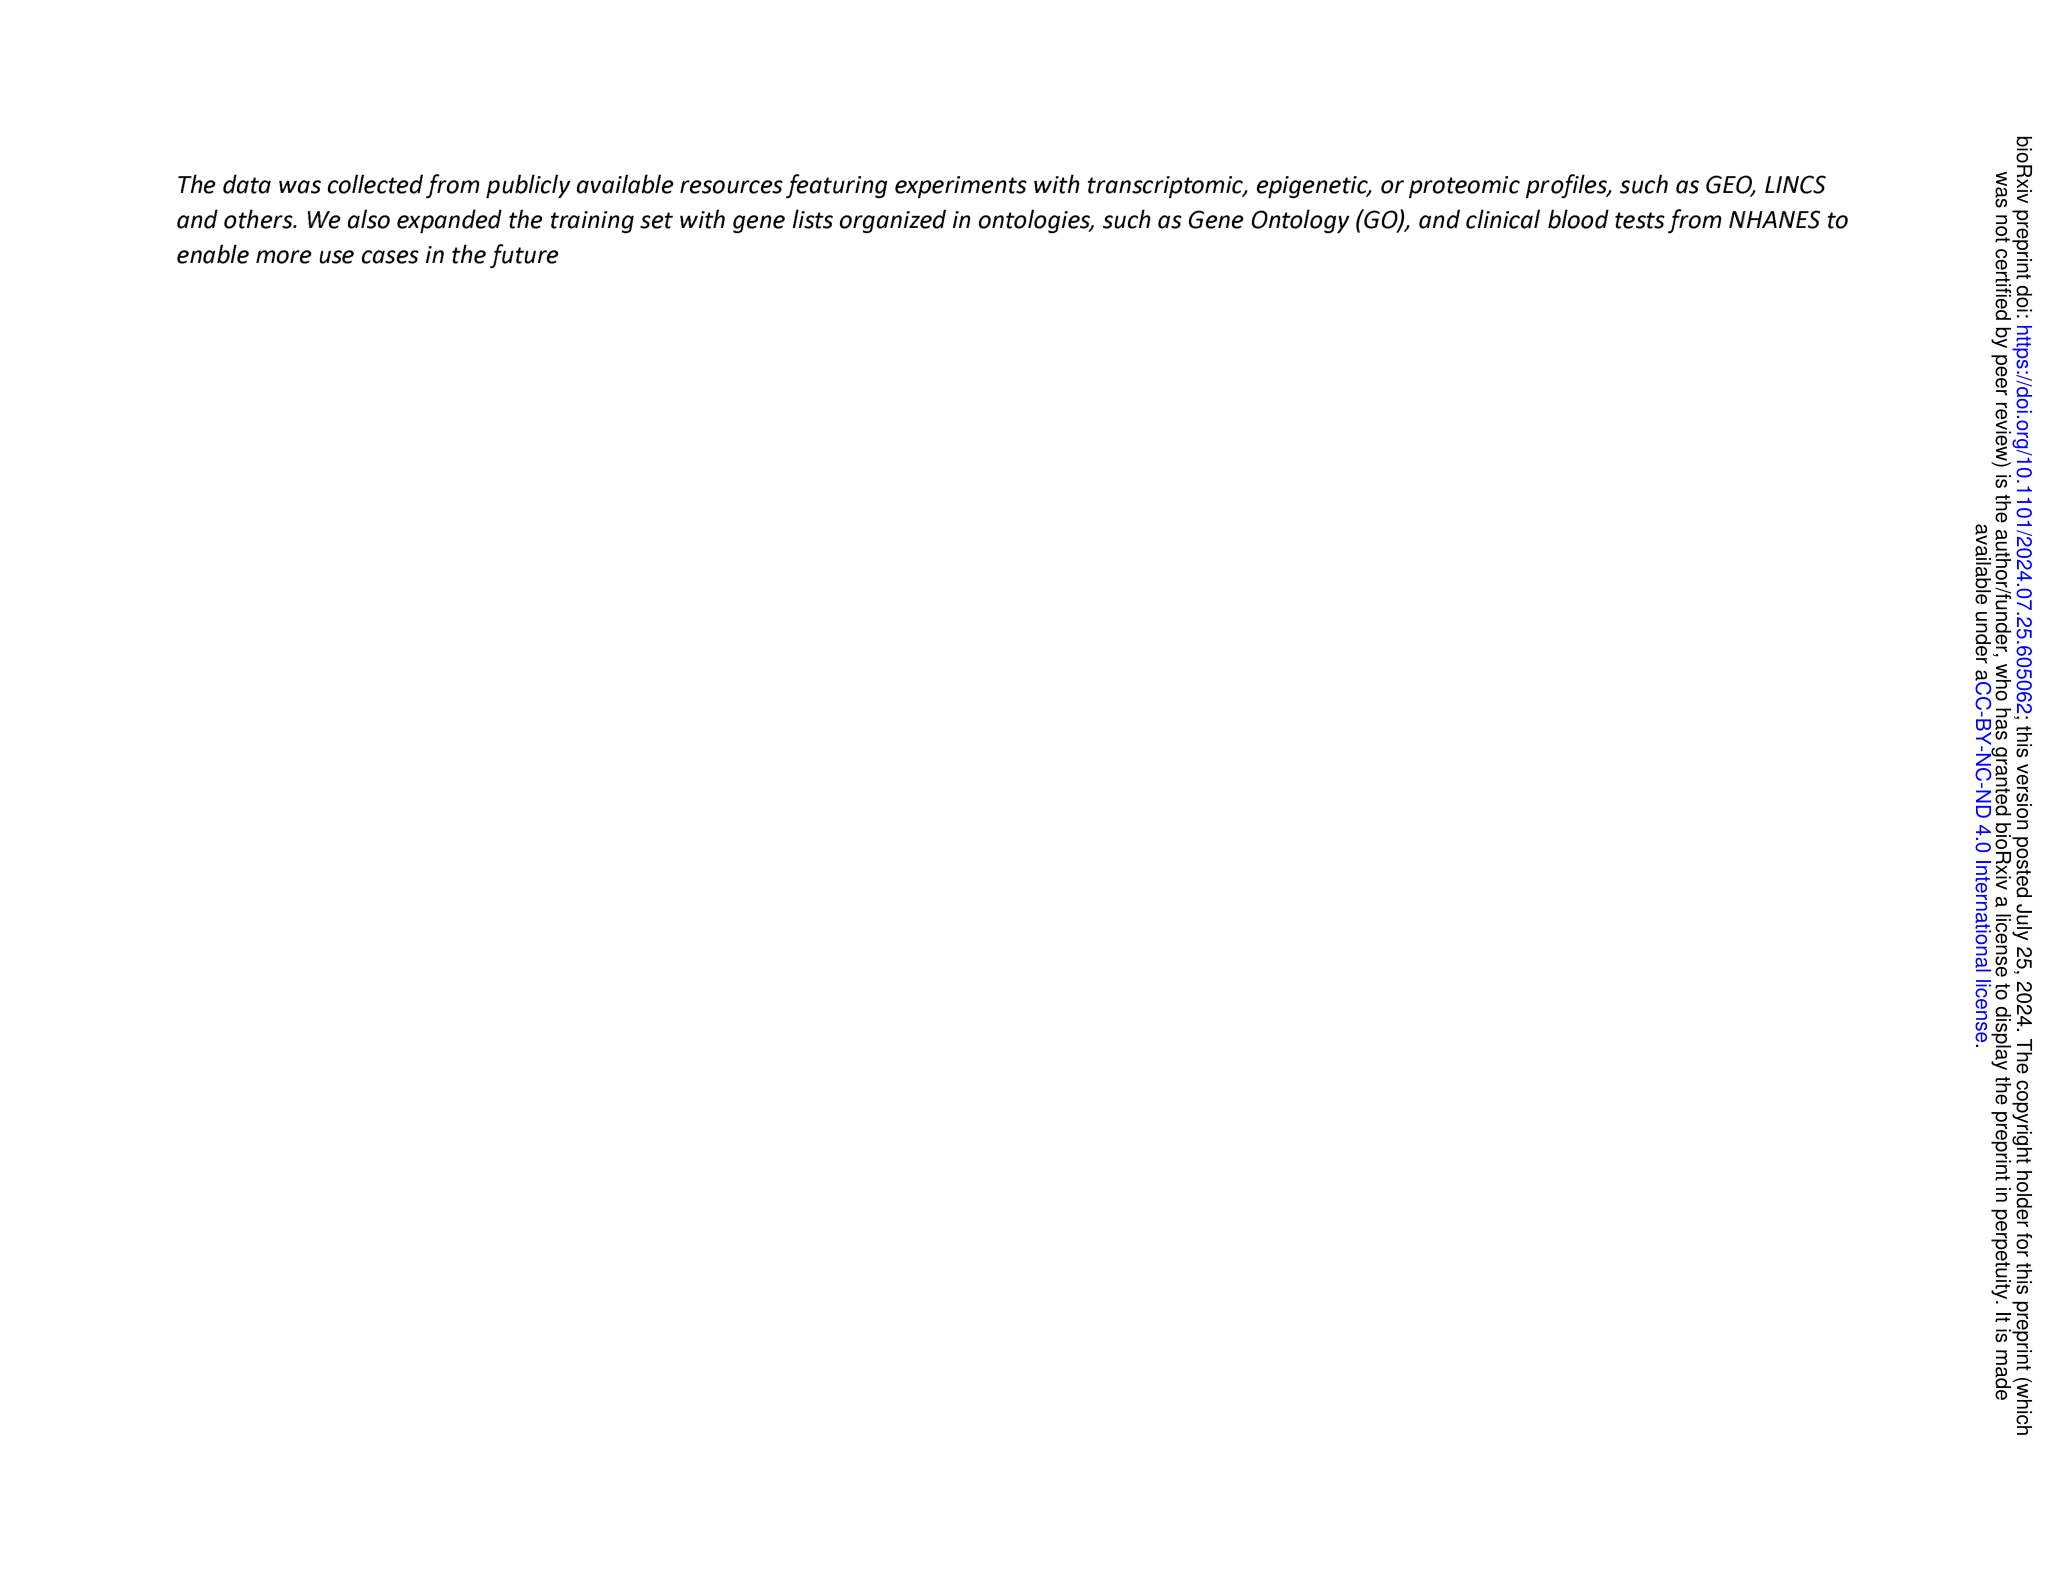 The data was collected from publicly available resources featuring experiments with transcriptomic, epigenetic, or proteomic profiles, such as GEO, LINCS
and others. We also expanded the training set with gene lists organized in ontologies, such as Gene Ontology (GO), and clinical blood tests from NHANES to
enable more use cases in the future
bioRxiv preprint doi: https://doi.org/10.1101/2024.07.25.605062; this version posted July 25, 2024. The copyright holder for this preprint (which
was not certified by peer review) is the author/funder, who has granted bioRxiv a license to display the preprint in perpetuity. It is made
available under aCC-BY-NC-ND 4.0 International license.